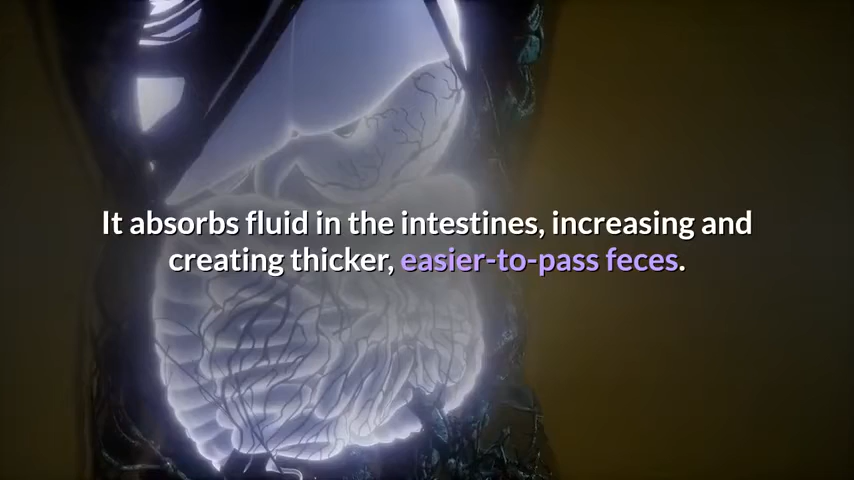 It absorbs fluid in the intestines, increasing and
creating thicker, easier-to-pass feces.